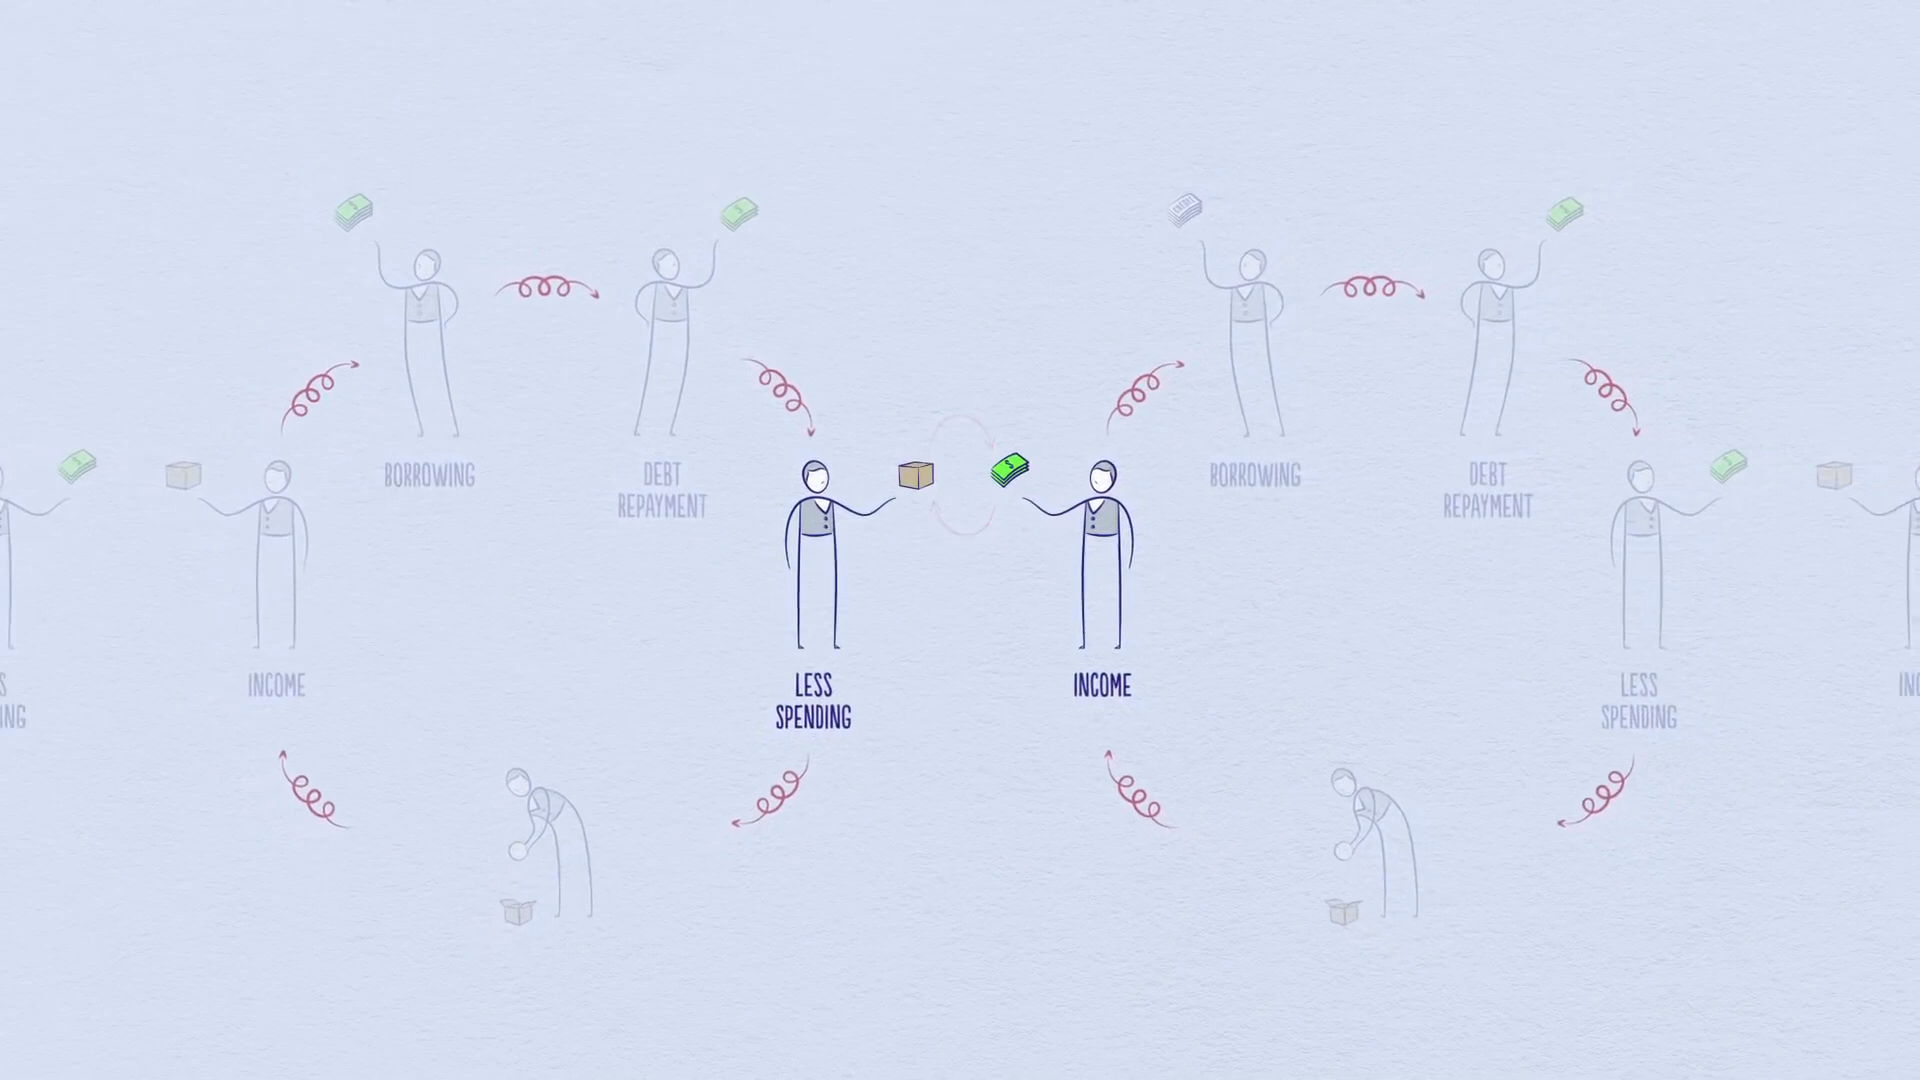 BORROWING
DEBT
REPAYMENT
BORROWING
DEBT
REPAYMENT
INCOME
LESS
SPENDING
INCOME
LESS
SPENDING